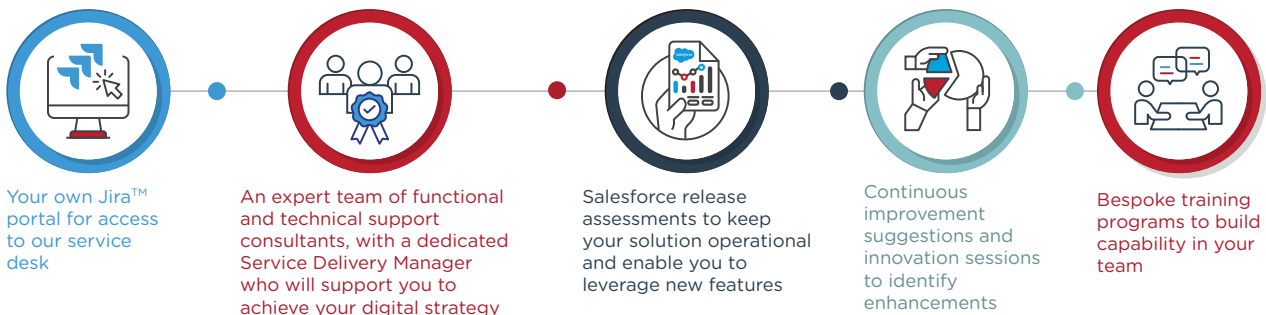 Your own Jira™
portal for access
to our service
desk
An expert team of functional
and technical support
consultants, with a dedicated
Service Delivery Manager
who will support you to
achieve your digital strategy
salesforce
Salesforce release
assessments to keep
your solution operational
and enable you to
leverage new features
Continuous
improvement
suggestions and
innovation sessions
to identify
enhancements
Bespoke training
programs to build
capability in your
team